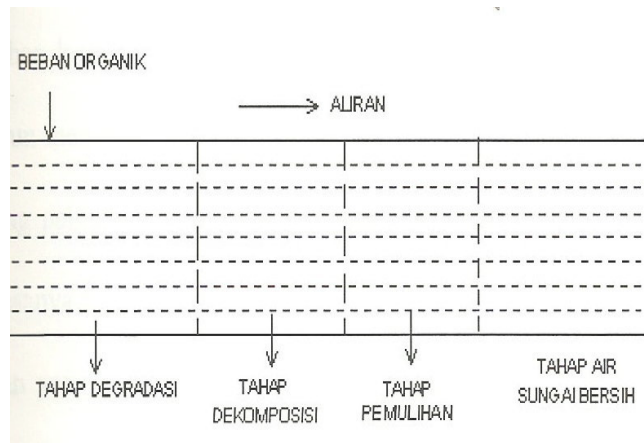 BEBAN ORGANIK
ALIRAN
TAHAP DEGRADASI
TAHAP
DEKOMPOSISI
TAHAP
PEMULIHAN
TAHAP AIR
SUNGAI BERSIH